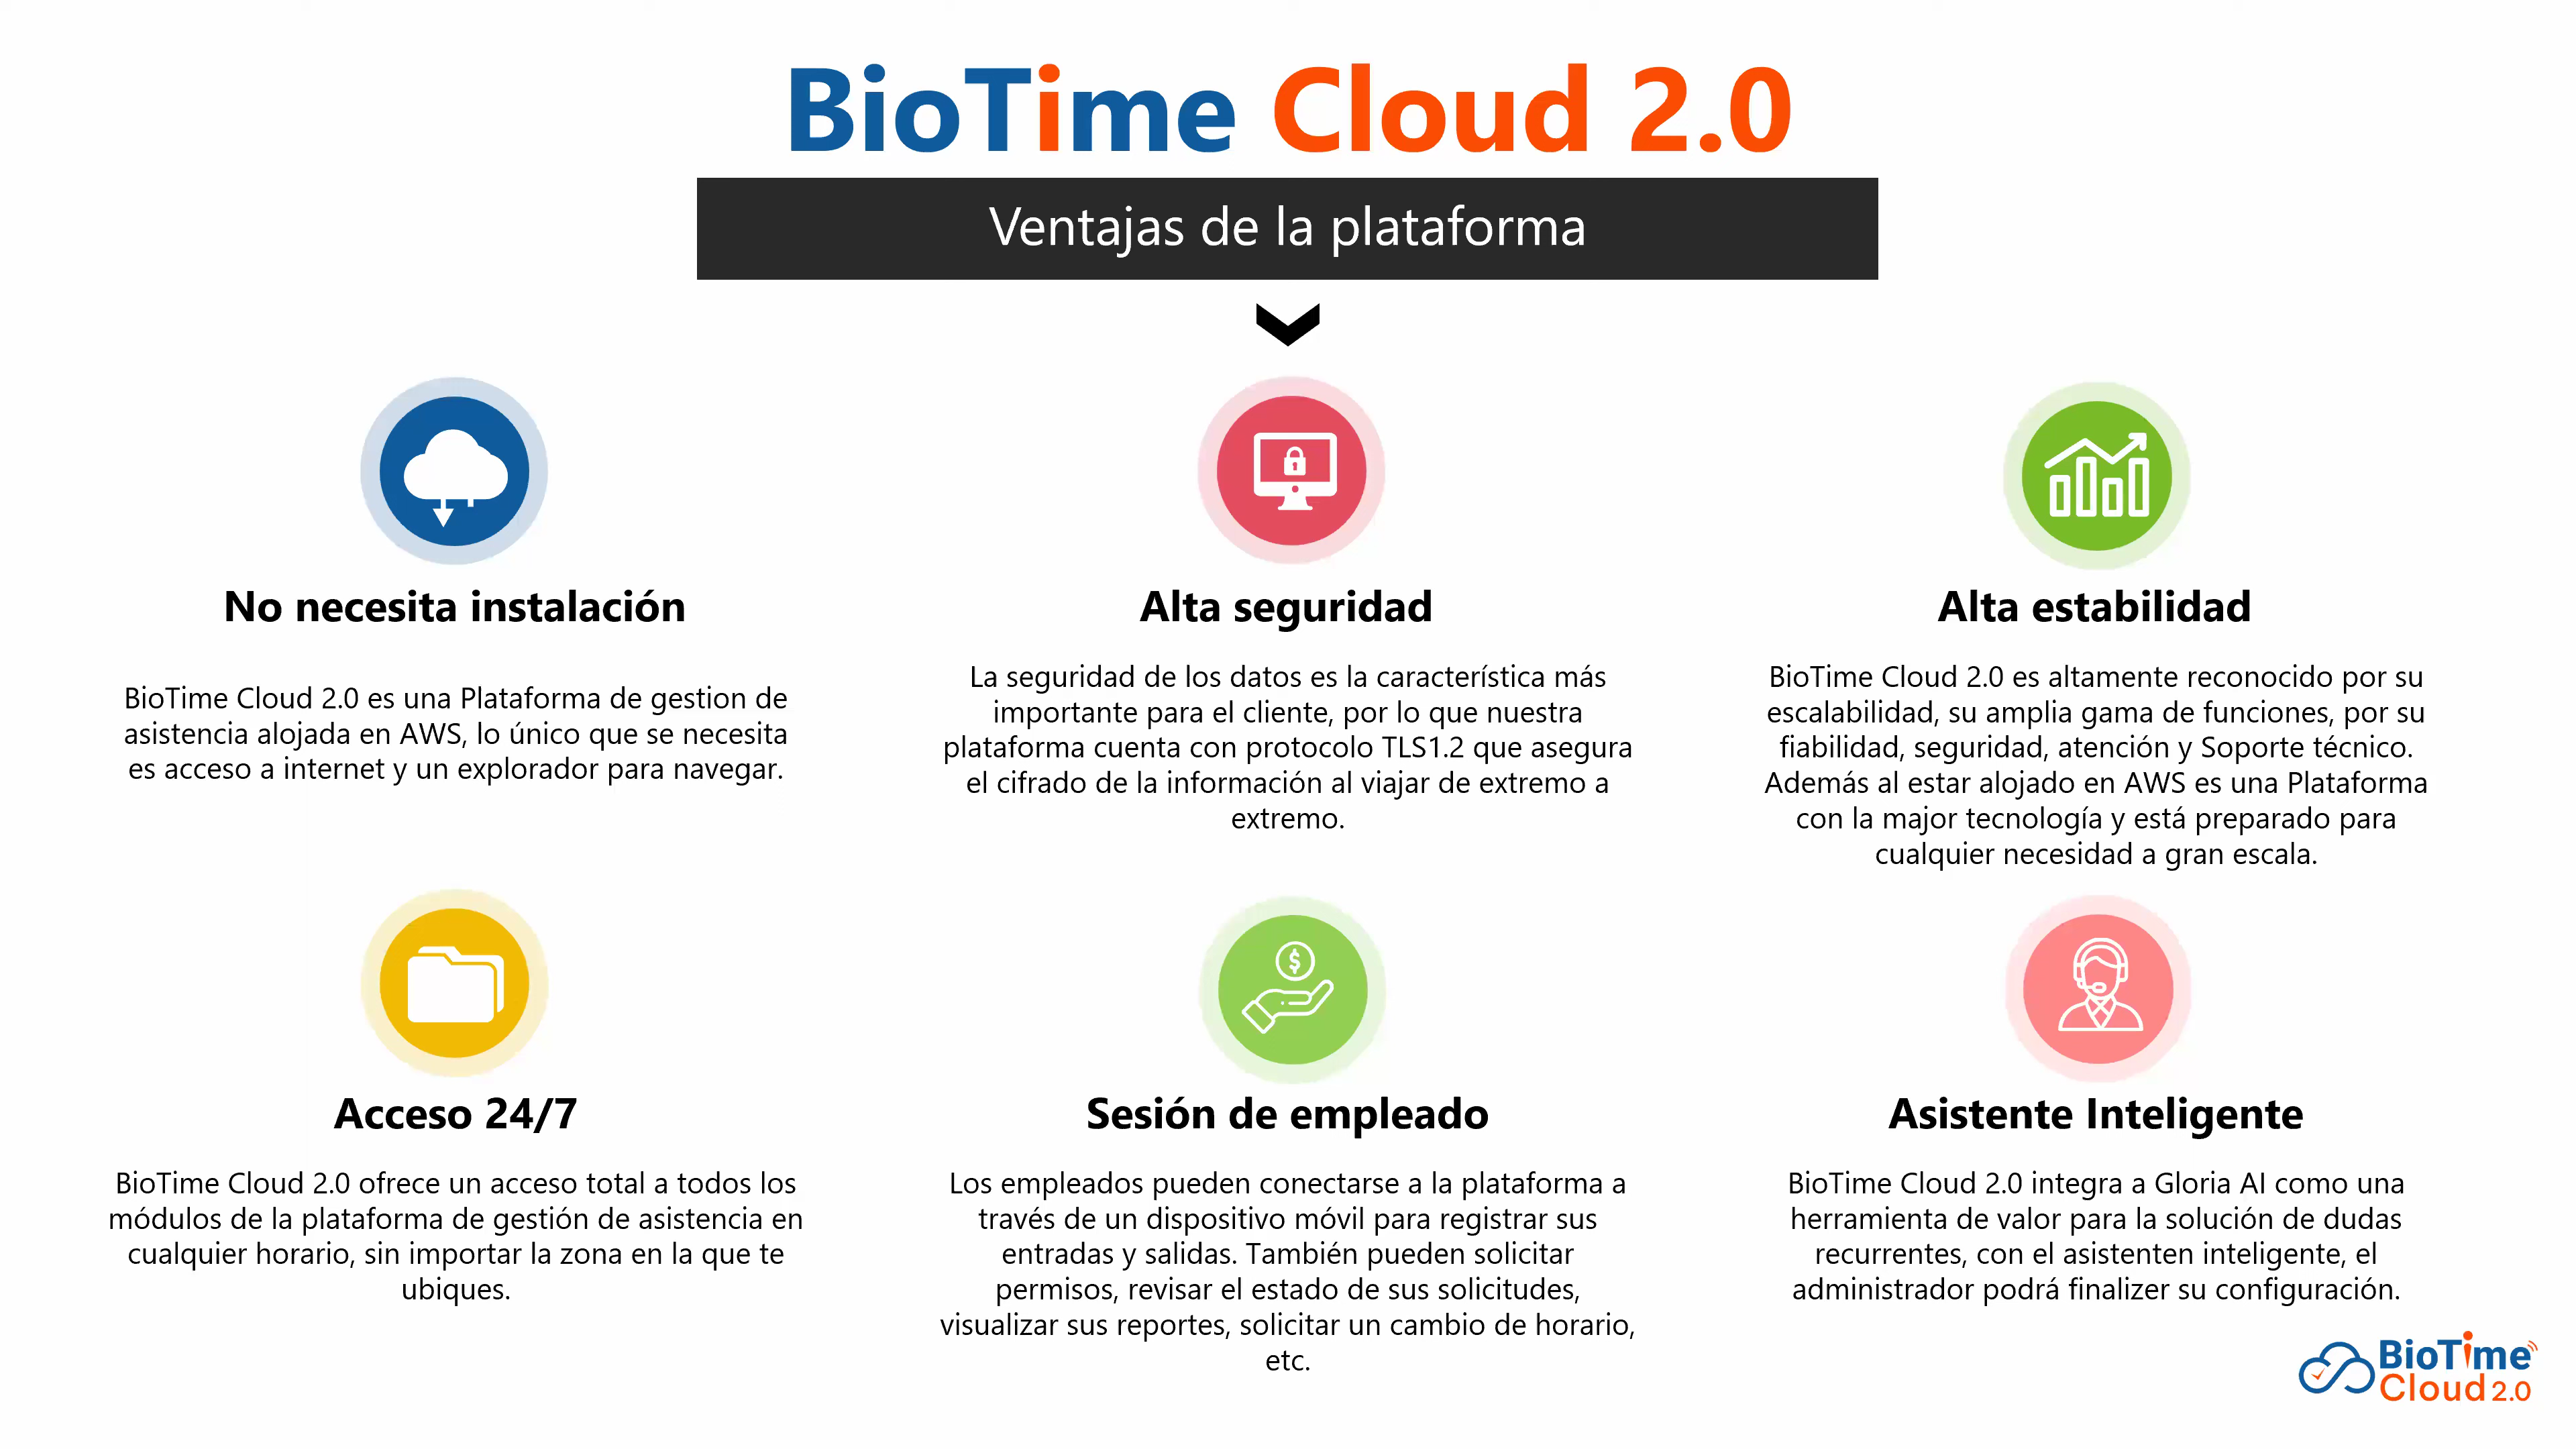 BioTime Cloud 2.0
Ventajas de la plataforma
No necesita instalación
BioTime Cloud 2.0 es una Plataforma de gestion de
asistencia alojada en AWS, lo único que se necesita
es acceso a internet y un explorador para navegar.
Alta seguridad
La seguridad de los datos es la característica más
importante para el cliente, por lo que nuestra
plataforma cuenta con protocolo TLS1.2 que asegura
el cifrado de la información al viajar de extremo a
extremo.
Alta estabilidad
BioTime Cloud 2.0 es altamente reconocido por su
escalabilidad, su amplia gama de funciones, por su
fiabilidad, seguridad, atención y Soporte técnico.
Además al estar alojado en AWS es una Plataforma
con la major tecnología y está preparado para
cualquier necesidad a gran escala.
Acceso 24/7
BioTime Cloud 2.0 ofrece un acceso total a todos los
módulos de la plataforma de gestión de asistencia en
cualquier horario, sin importar la zona en la que te
ubiques.
$
Sesión de empleado
Los empleados pueden conectarse a la plataforma a
través de un dispositivo móvil para registrar sus
entradas y salidas. También pueden solicitar
permisos, revisar el estado de sus solicitudes,
visualizar sus reportes, solicitar un cambio de horario,
etc.
Asistente Inteligente
BioTime Cloud 2.0 integra a Gloria AI como una
herramienta de valor para la solución de dudas
recurrentes, con el asistenten inteligente, el
administrador podrá finalizer su configuración.
BioTime
Cloud 2.0